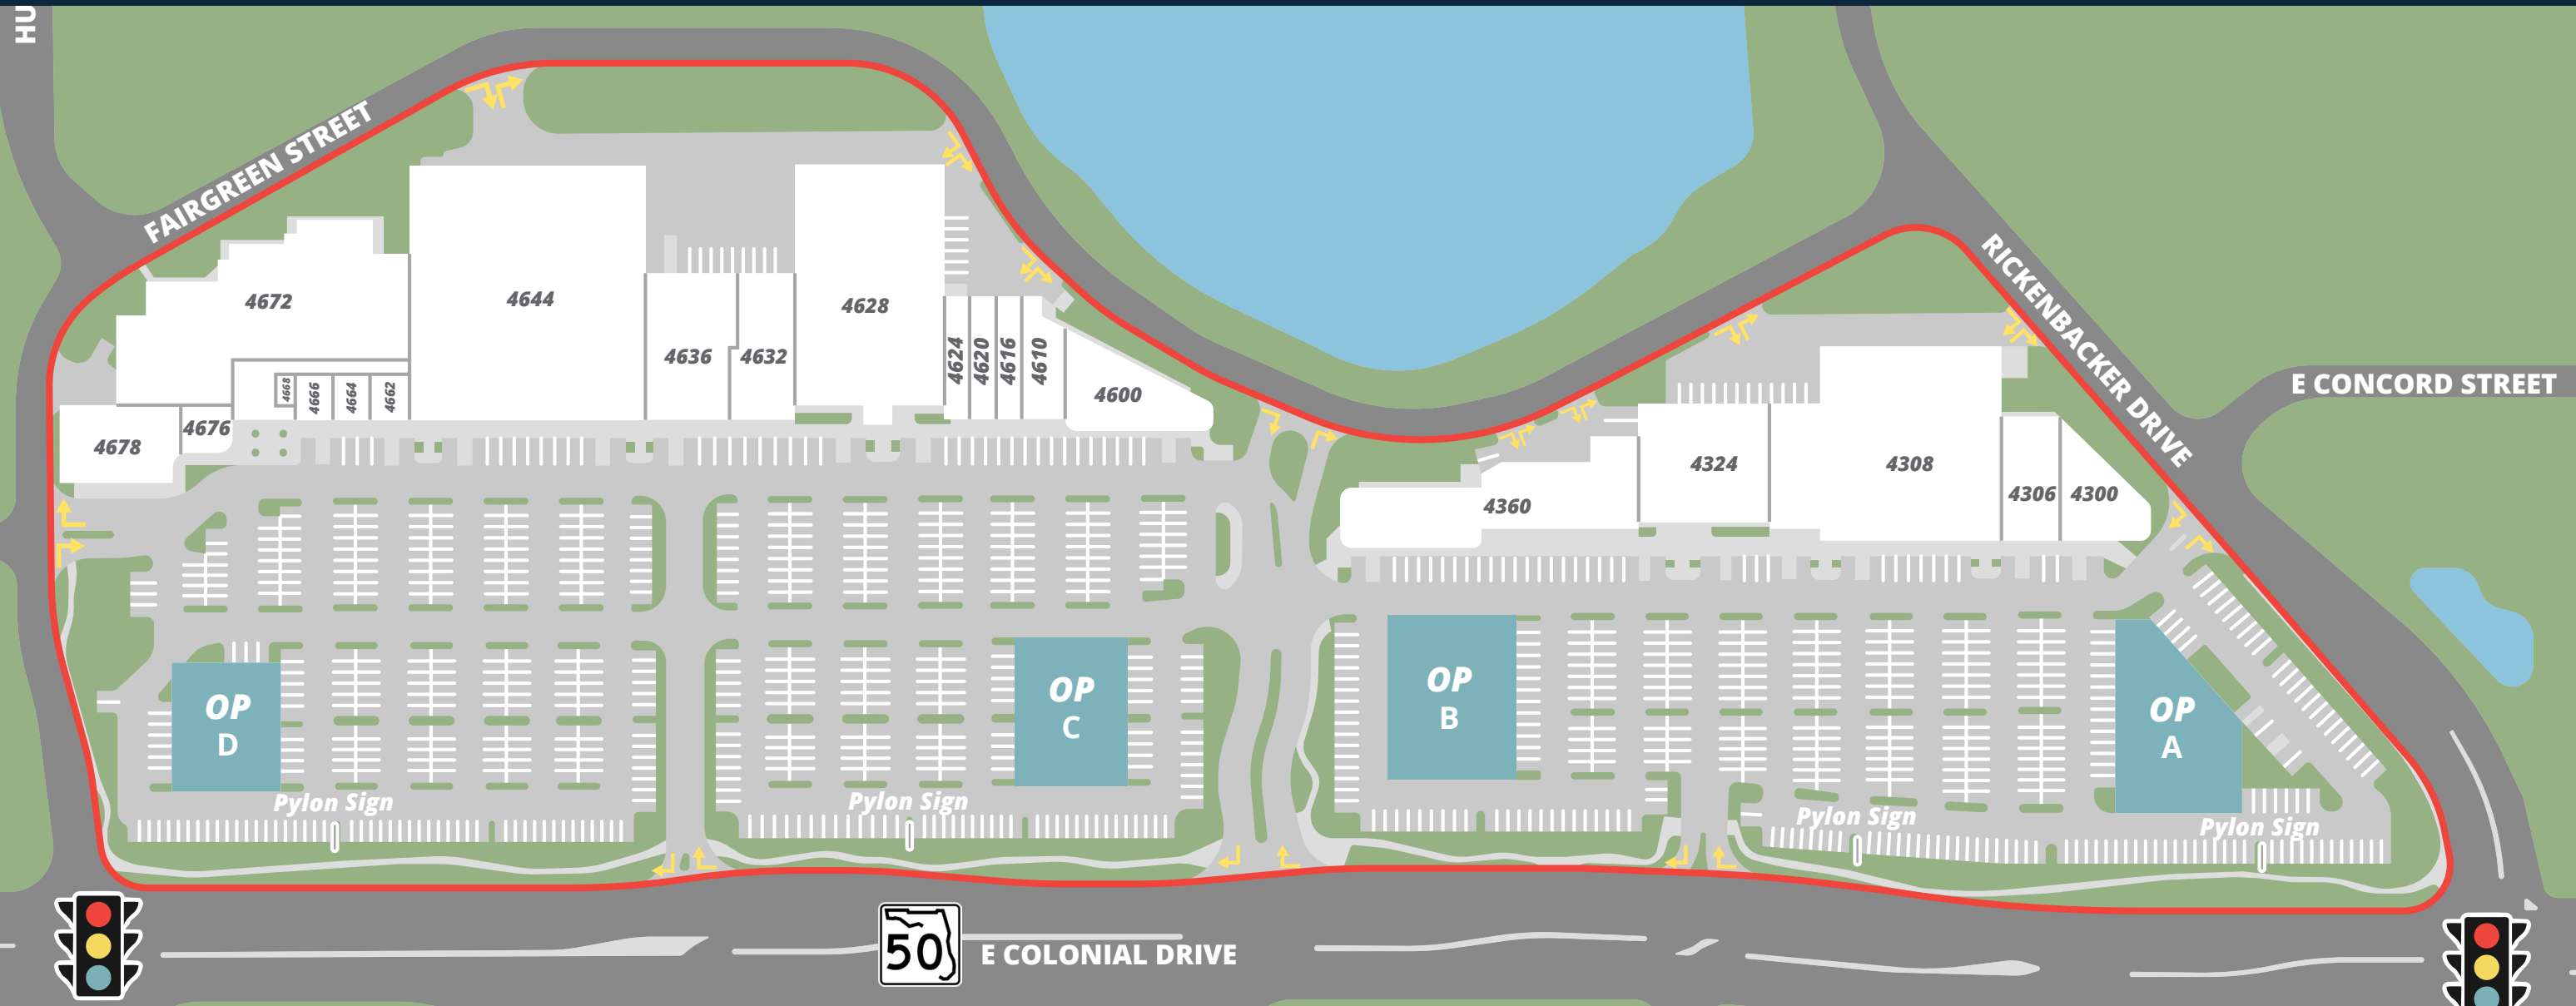 HU
FAIRGREEN STREET
RICKENBACKER DRIVE
E CONCORD STREET
4672
4644
4636
4632
4628
4624
4620
4616
4610
4600
4668
4666
4664
4662
4678
4676
4360
4324
4308
4306
4300
OP
D
OP
C
OP
B
OP
A
Pylon Sign
Pylon Sign
Pylon Sign
Pylon Sign
50
E COLONIAL DRIVE